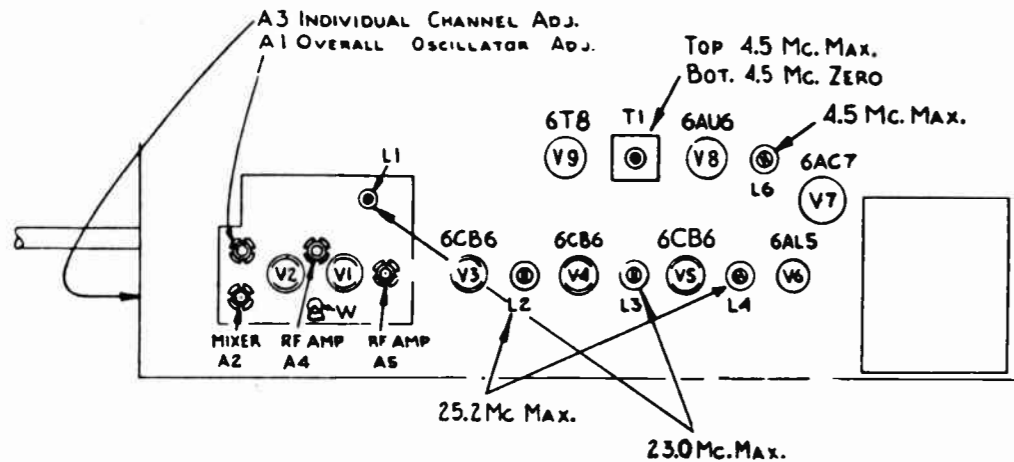 A3 INDIVIDUAL CHANNEL ADJ.
A1 OVERALL OSCILLATOR ADJ.
TOP 4.5 MC. MAX.
BOT. 4.5 MC. ZERO
6T8
T1
6AU6
4.5 MC. MAX.
V9
V8
L6
6AC7
V7
L1
6CB6
6CB6
6CB6
6AL5
V2
V1
V3
V4
V5
V6
L2
L3
L4
W
MIXER
A2
RF AMP
A4
RF AMP
A5
25.2 MC MAX.
23.0 MC. MAX.